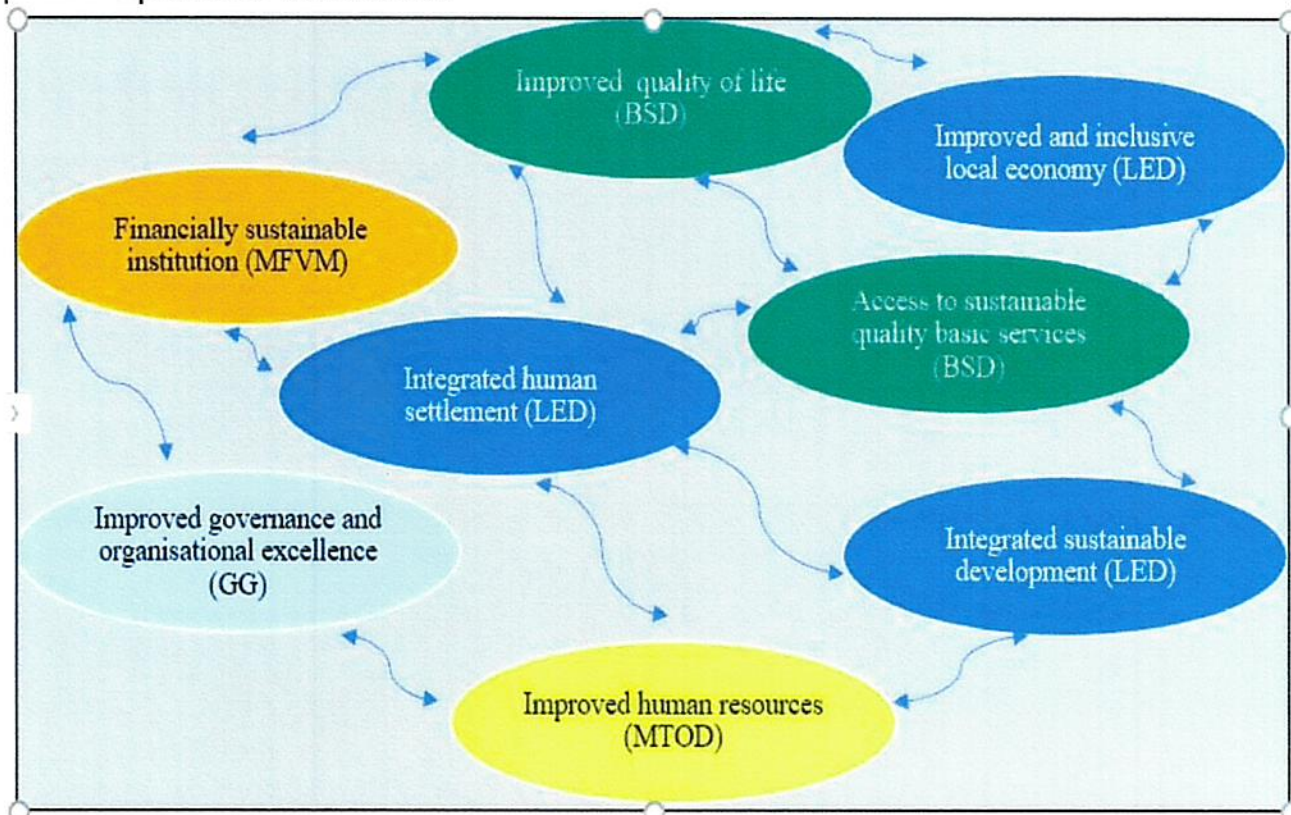 Improved quality of life
(BSD)
Improved and inclusive
local economy (LED)
Financially sustainable
institution (MFVM)
Access to sustainable
quality basic services
(BSD)
Integrated human
settlement (LED)
Improved governance and
organisational excellence
(GG)
Integrated sustainable
development (LED)
Improved human resources
(MTOD)